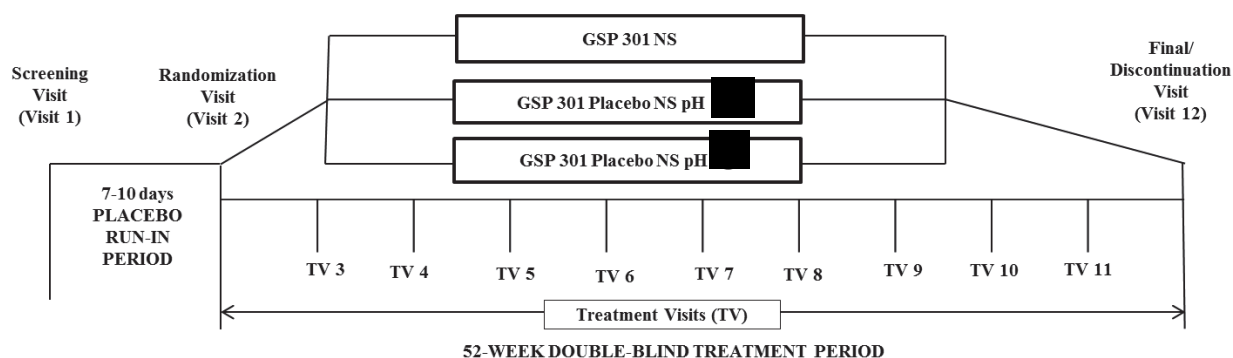 GSP 301 NS
Screening
Visit
(Visit 1)
Randomization
Visit
(Visit 2)
GSP 301 Placebo NS pH
GSP 301 Placebo NS pH
Final/
Discontinuation
Visit
(Visit 12)
7-10 days
PLACEBO
RUN-IN
PERIOD
TV 3
TV 4
TV 5
TV 6
TV 7
TV 8
TV 9
TV 10
TV 11
Treatment Visits (TV)
52-WEEK DOUBLE-BLIND TREATMENT PERIOD